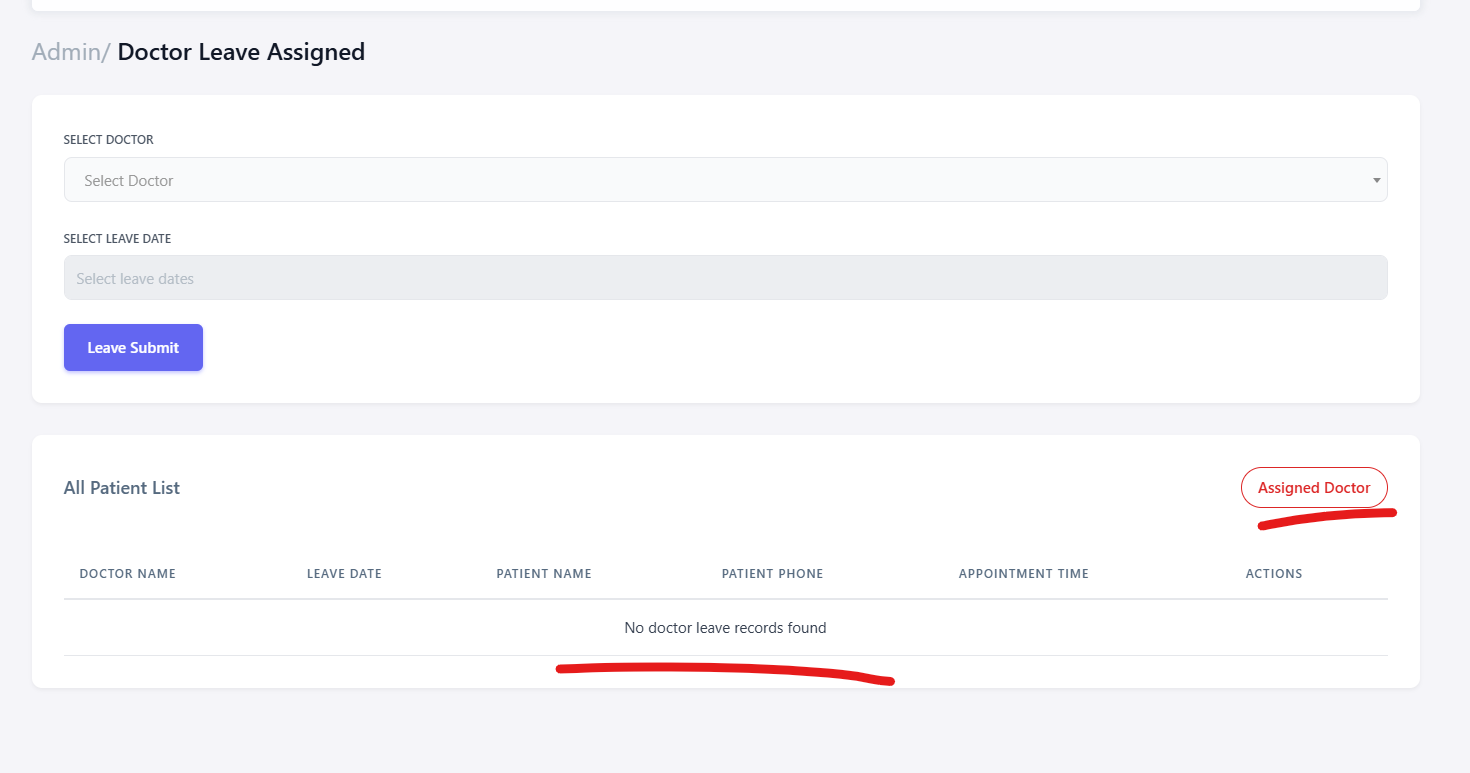 Admin/ Doctor Leave Assigned
SELECT DOCTOR
Select Doctor
SELECT LEAVE DATE
Select leave dates
Leave Submit
All Patient List
Assigned Doctor
DOCTOR NAME LEAVE DATE PATIENT NAME PATIENT PHONE APPOINTMENT TIME ACTIONS
No doctor leave records found